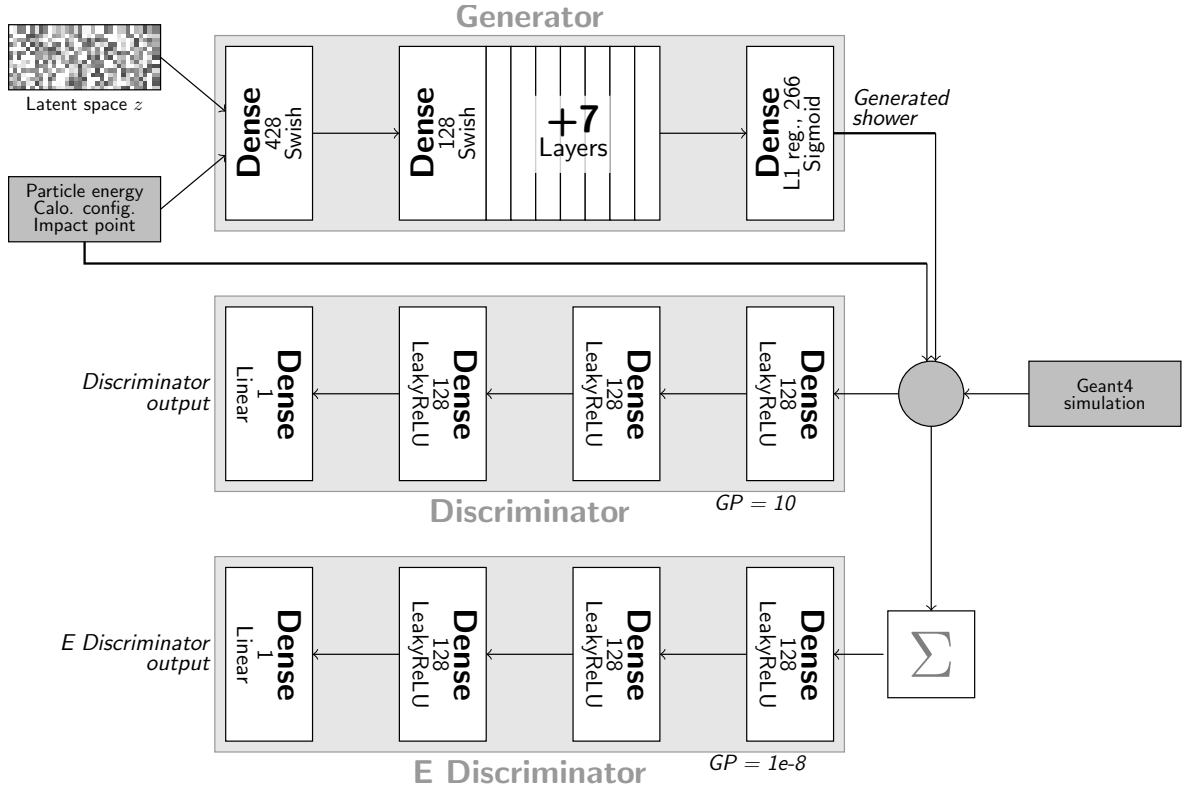 Generator
Latent space z
Particle energy
Calo. config.
Impact point
Dense
428
Swish
Dense
128
Swish
+7
Layers
Dense
L1 reg., 266
Sigmoid
Generated
shower
Discriminator
output
Dense
1
Linear
Dense
128
LeakyReLU
Dense
128
LeakyReLU
Dense
128
LeakyReLU
Geant4
simulation
GP = 10
Discriminator
E Discriminator
output
Dense
1
Linear
Dense
128
LeakyReLU
Dense
128
LeakyReLU
Dense
128
LeakyReLU
∑
GP = 1e-8
E Discriminator